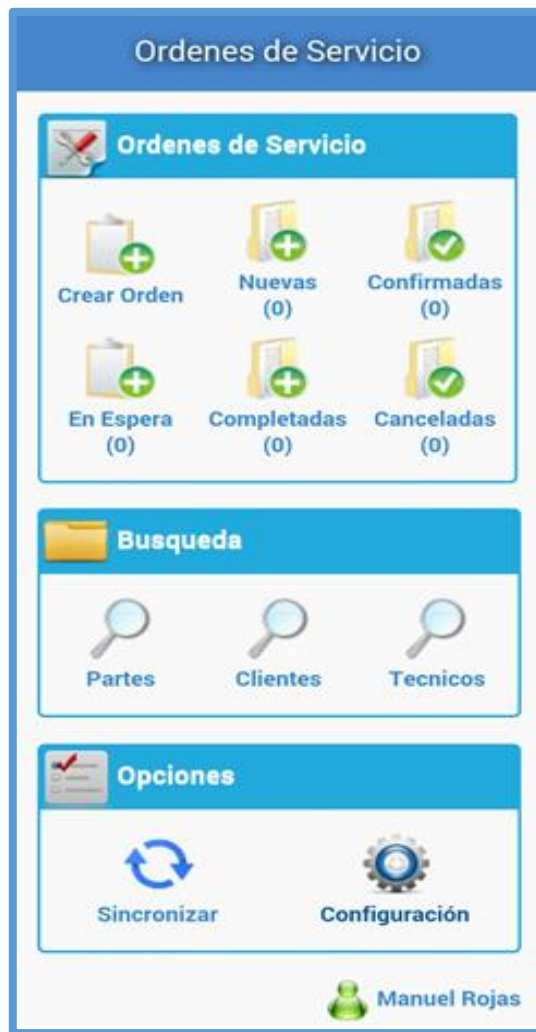 Ordenes de Servicio
Ordenes de Servicio
Crear Orden
Nuevas
(0)
Confirmadas
(0)
En Espera
(0)
Completadas
(0)
Canceladas
(0)
Busqueda
Partes
Clientes
Tecnicos
Opciones
Sincronizar
Configuración
Manuel Rojas